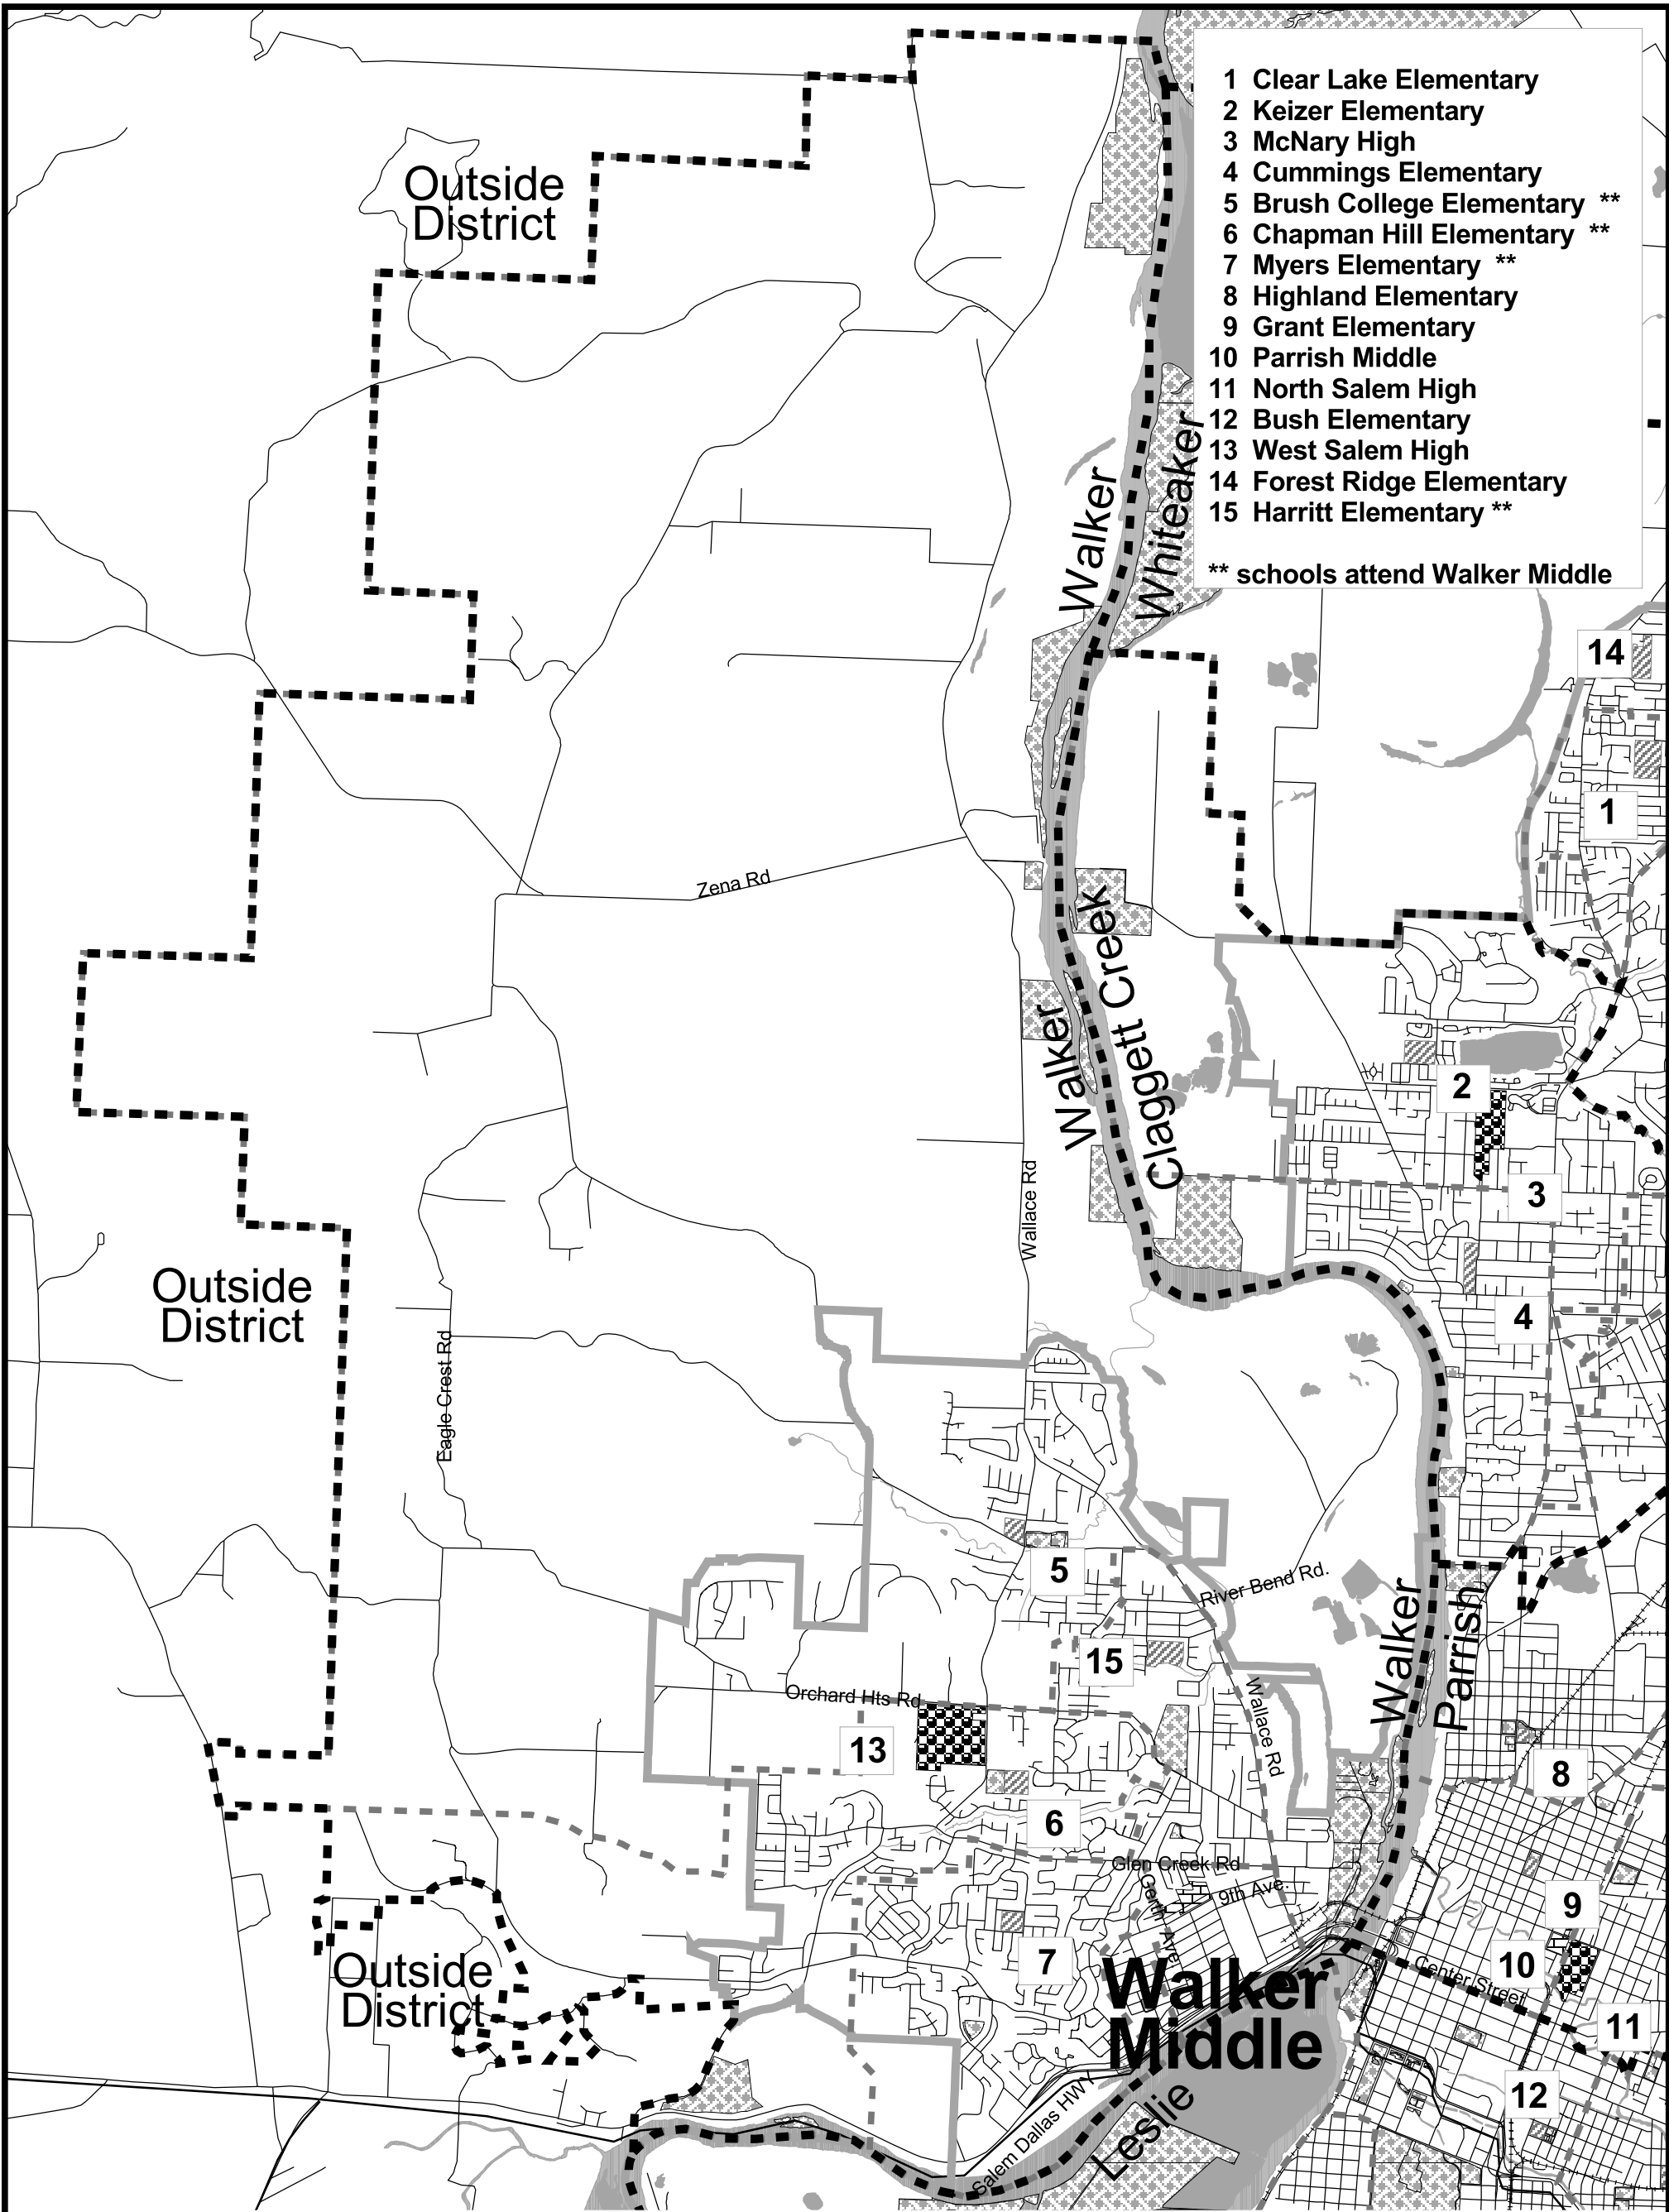 1 Clear Lake Elementary
2 Keizer Elementary
3 McNary High
4 Cummings Elementary
5 Brush College Elementary **
6 Chapman Hill Elementary **
7 Myers Elementary **
8 Highland Elementary
9 Grant Elementary
10 Parrish Middle
11 North Salem High
12 Bush Elementary
13 West Salem High
14 Forest Ridge Elementary
15 Harritt Elementary **
** schools attend Walker Middle
Outside
District
Walker
Whiteaker
14
1
Zena Rd
Walker
Claggett Creek
2
Wallace Rd
3
Outside
District
4
Eagle Crest Rd
5
River Bend Rd.
Walker
Parrish
15
Orchard Hts Rd
Wallace Rd
13
8
6
Glen Creek Rd
9th Ave.
Gerth Ave
9
7
10
Center Street
Outside
District
Walker
Middle
11
12
Leslie
Salem Dallas HWY